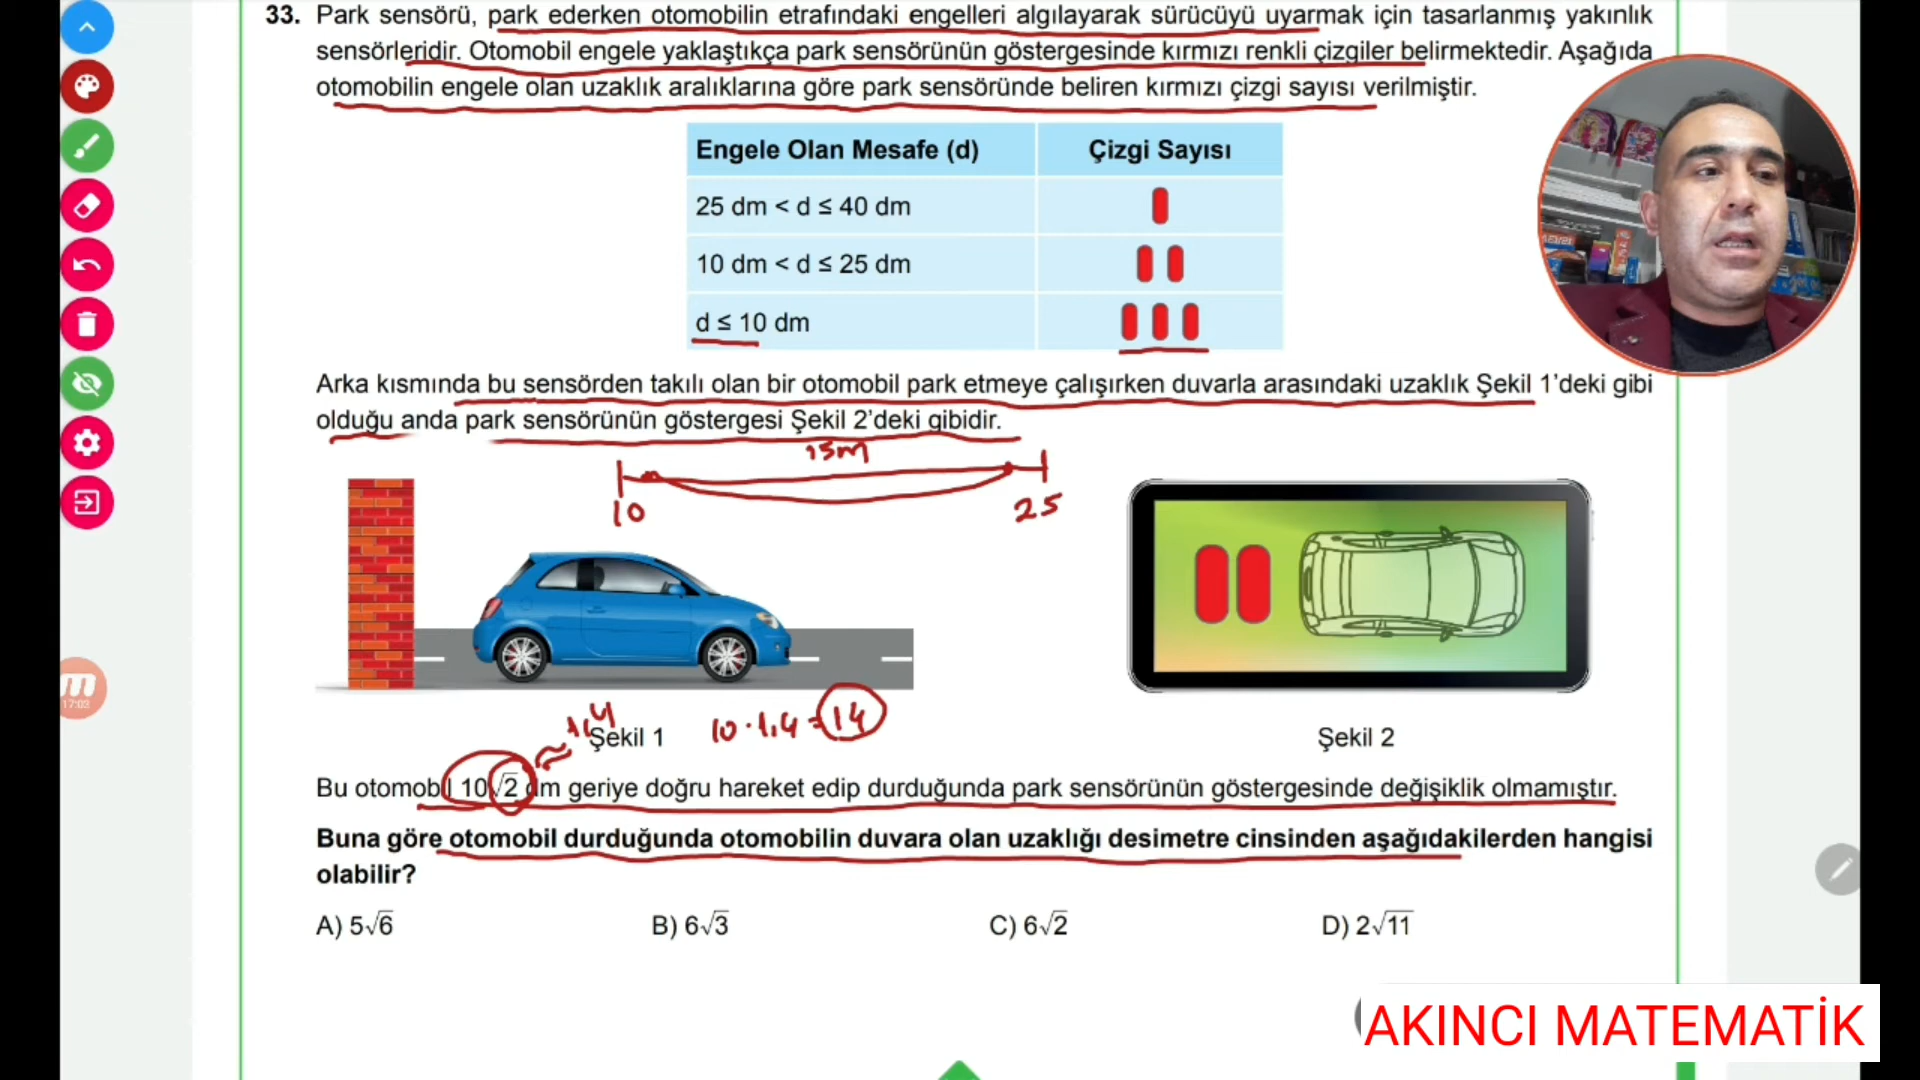 33. Park sensörü, park ederken otomobilin etrafındaki engelleri algılayarak sürücüyü uyarmak için tasarlanmış yakınlık
sensörleridir. Otomobil engele yaklaştıkça park sensörünün göstergesinde kırmızı renkli çizgiler belirmektedir. Aşağıda
otomobilin engele olan uzaklık aralıklarına göre park sensöründe beliren kırmızı çizgi sayısı verilmiştir.
Engele Olan Mesafe (d) Çizgi Sayısı
25 dm < d ≤ 40 dm
10 dm < d ≤ 25 dm
d ≤ 10 dm
Arka kısmında bu sensörden takılı olan bir otomobil park etmeye çalışırken duvarla arasındaki uzaklık Şekil 1'deki gibi
olduğu anda park sensörünün göstergesi Şekil 2'deki gibidir.
15m
10 25
1,4
10 · 1,4 = 14
Şekil 1 Şekil 2
Bu otomobil 10√2 dm geriye doğru hareket edip durduğunda park sensörünün göstergesinde değişiklik olmamıştır.
Buna göre otomobil durduğunda otomobilin duvara olan uzaklığı desimetre cinsinden aşağıdakilerden hangisi
olabilir?
A) 5√6 B) 6√3 C) 6√2 D) 2√11
17:03
AKINCI MATEMATİK